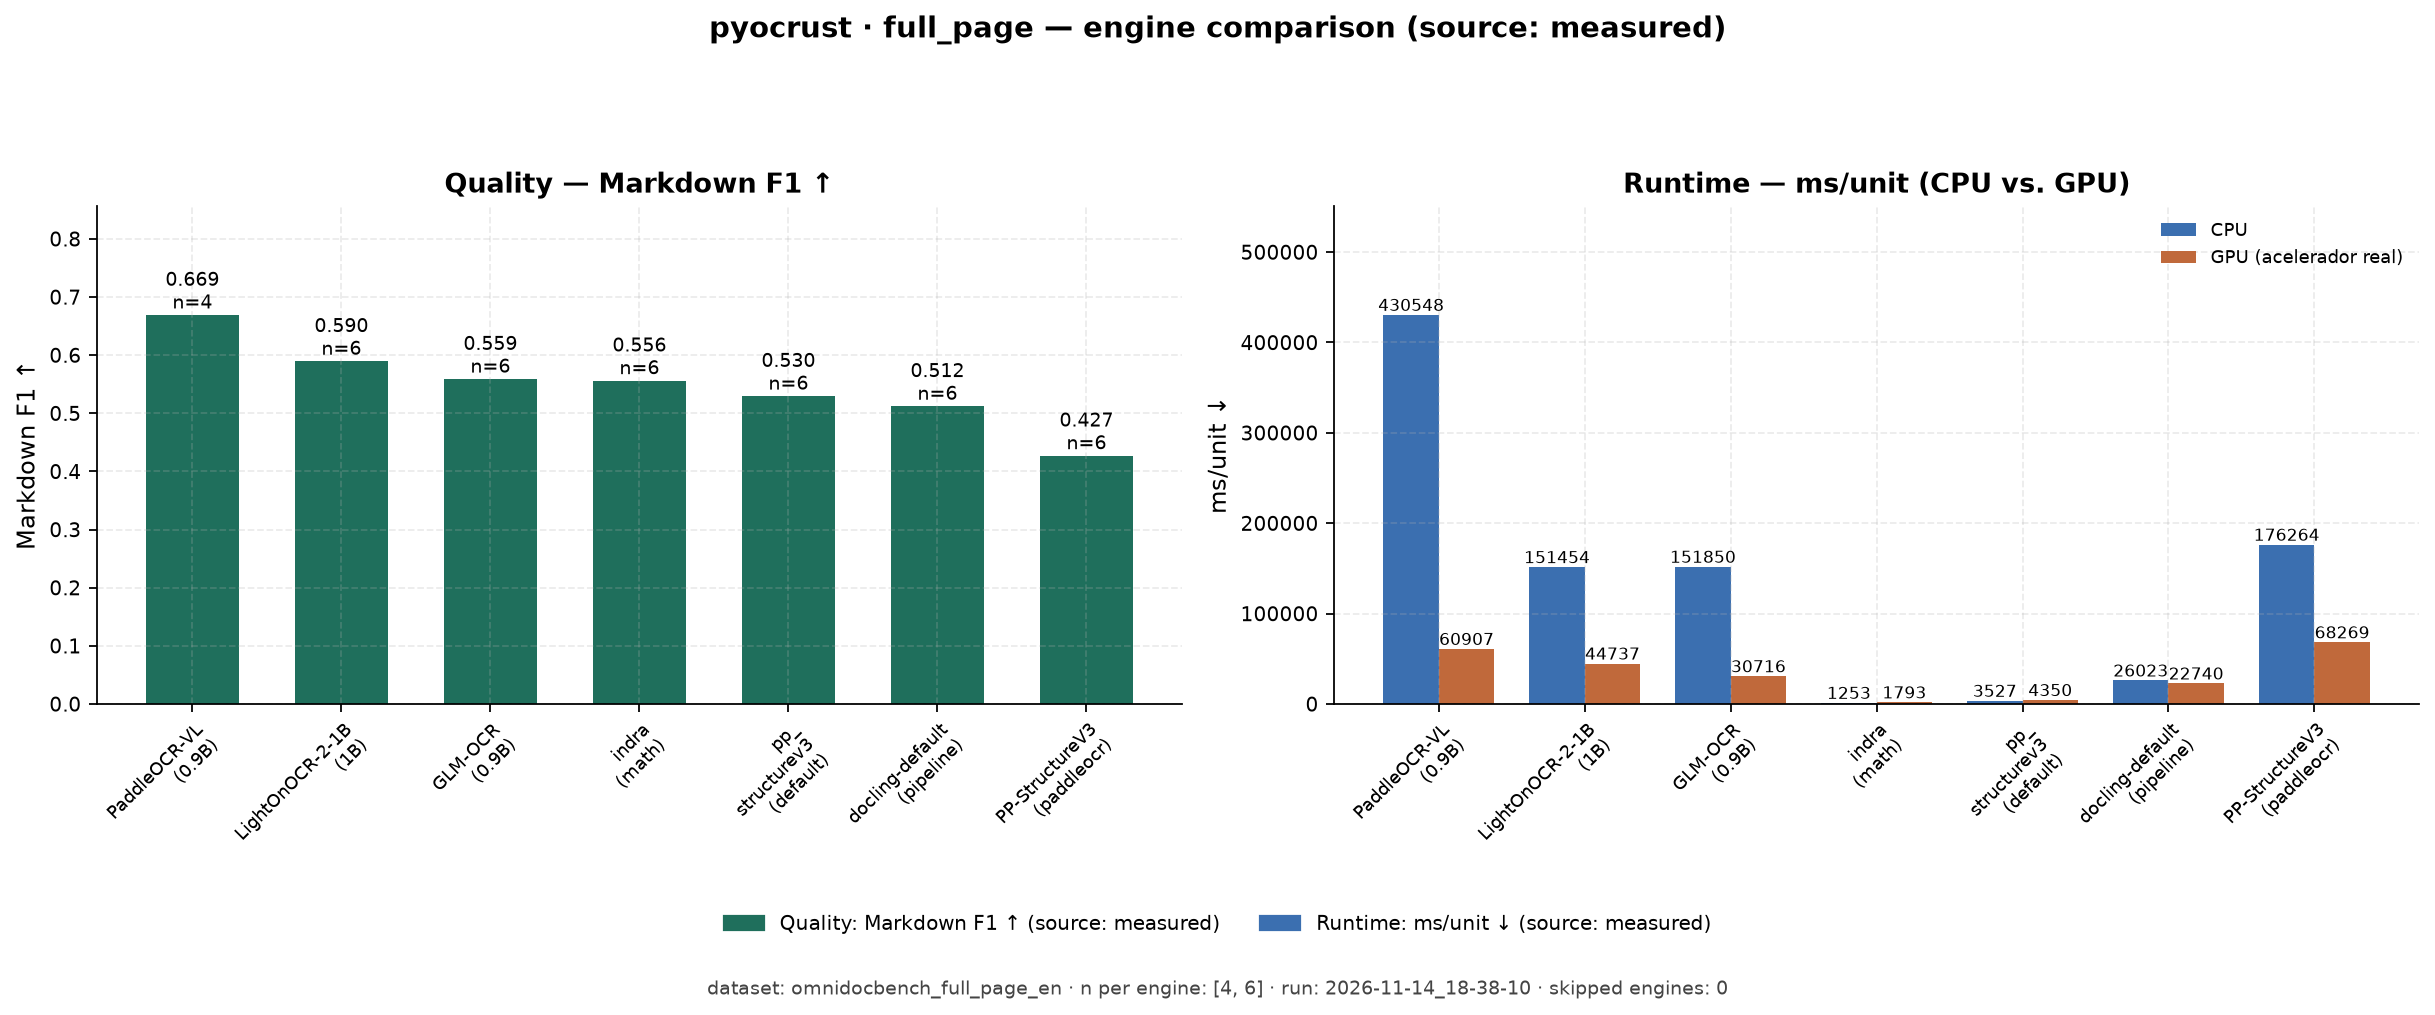 pyocrust · full_page — engine comparison (source: measured)
Quality — Markdown F1 ↑
Markdown F1 ↑
0.8
0.7
0.6
0.5
0.4
0.3
0.2
0.1
0.0
0.669
n=4
0.590
n=6
0.559
n=6
0.556
n=6
0.530
n=6
0.512
n=6
0.427
n=6
PaddleOCR-VL
(0.9B)
LightOnOCR-2-1B
(1B)
GLM-OCR
(0.9B)
indra
(math)
pp_
structurev3
(default)
docling-default
(pipeline)
PP-StructureV3
(paddleocr)
Runtime — ms/unit (CPU vs. GPU)
ms/unit ↓
500000
400000
300000
200000
100000
0
CPU
GPU (acelerador real)
430548
60907
151454
44737
151850
30716
1253
1793
3527
4350
26023
22740
176264
68269
PaddleOCR-VL
(0.9B)
LightOnOCR-2-1B
(1B)
GLM-OCR
(0.9B)
indra
(math)
pp_
structurev3
(default)
docling-default
(pipeline)
PP-StructureV3
(paddleocr)
Quality: Markdown F1 ↑ (source: measured)
Runtime: ms/unit ↓ (source: measured)
dataset: omnidocbench_full_page_en · n per engine: [4, 6] · run: 2026-11-14_18-38-10 · skipped engines: 0